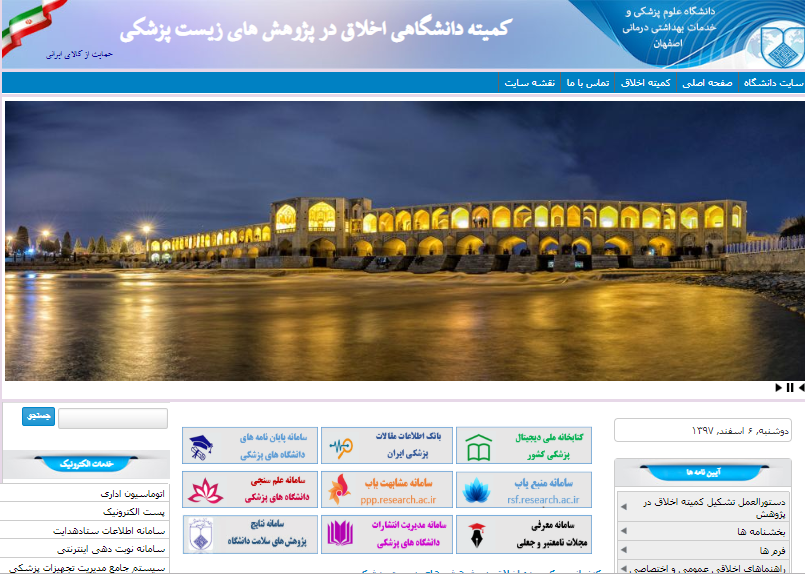 دانشگاه علوم پزشکی و
خدمات بهداشتی درمانی
اصفهان
کمیته دانشگاهی اخلاق در پژوهش های زیست پزشکی
حمایت از کالای ایرانی
سایت دانشگاه
صفحه اصلی
کمیته اخلاق
تماس با ما
نقشه سایت
دوشنبه, ۶ اسفند, ۱۳۹۷
آیین نامه ها
دستورالعمل تشکیل کمیته اخلاق در
پژوهش
بخشنامه ها
فرم ها
راهنماهای اخلاقی عمومی و اختصاصی
کتابخانه ملی دیجیتال
پزشکی کشور
بانک اطلاعات مقالات
پزشکی ایران
سامانه پایان نامه های
دانشگاه های پزشکی
سامانه منبع یاب
rsf.research.ac.ir
سامانه مشابهت یاب
ppp.research.ac.ir
سامانه علم سنجی
دانشگاه های پزشکی
سامانه معرفی
مجلات نامعتبر و جعلی
سامانه مدیریت انتشارات
دانشگاه های پزشکی
سامانه نتایج
پژوهش‌های سلامت دانشگاه
جستجو
خدمات الکترونیک
اتوماسیون اداری
پست الکترونیک
سامانه اطلاعات ستادهدایت
سامانه نوبت دهی اینترنتی
سیستم جامع مدیریت تجهیزات پزشکی